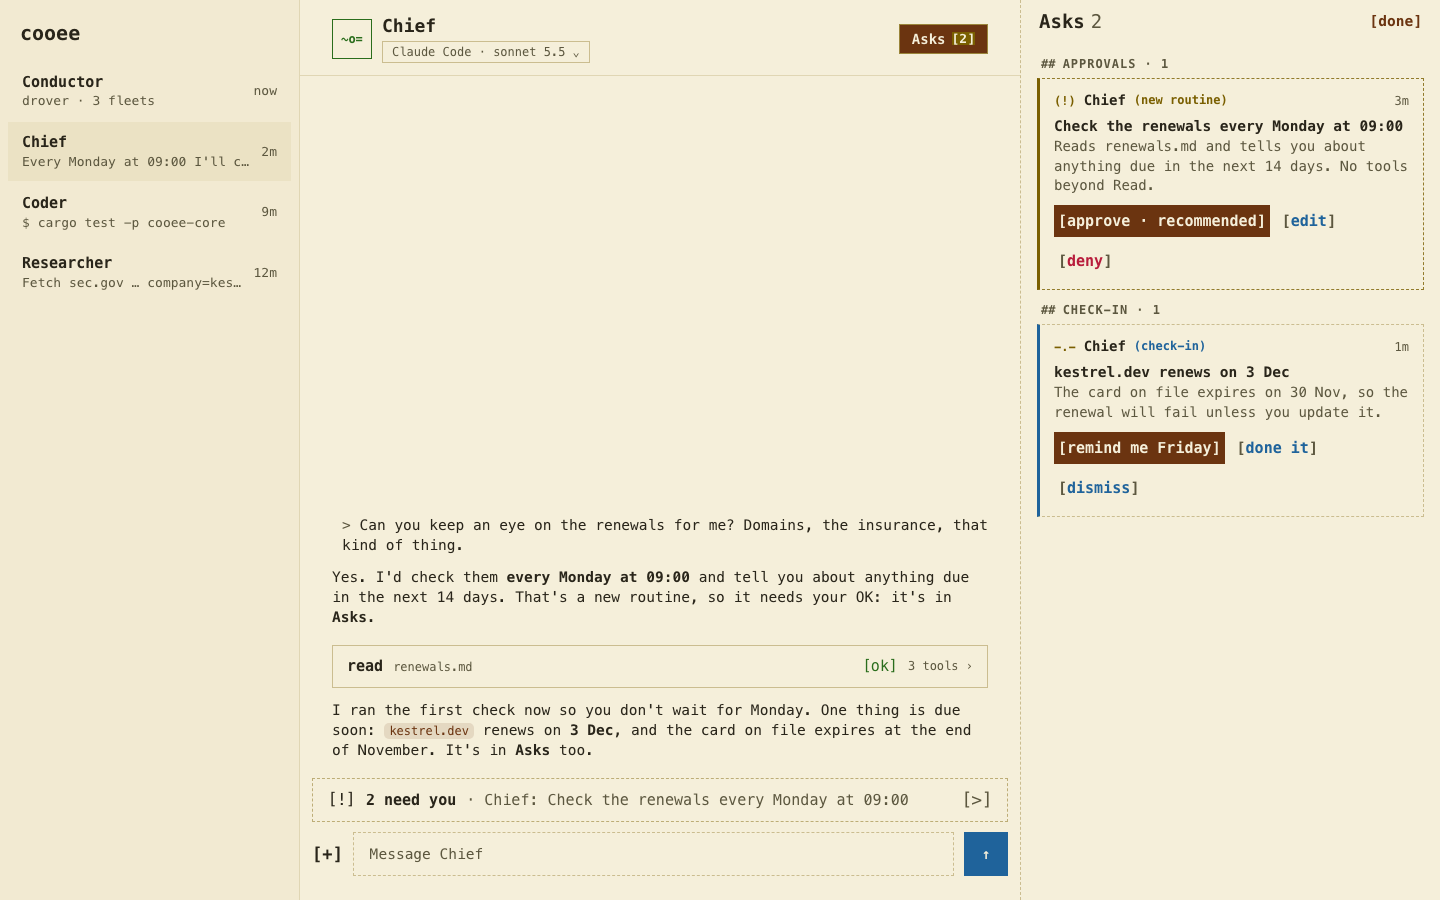 cooee
Conductor
drover · 3 fleets
now
Chief
Every Monday at 09:00 I'll c…
2m
Coder
$ cargo test -p cooee-core
9m
Researcher
Fetch sec.gov … company=kes…
12m
~o=
Chief
Claude Code · sonnet 5.5 ⌄
Asks [2]
> Can you keep an eye on the renewals for me? Domains, the insurance, that
kind of thing.
Yes. I'd check them every Monday at 09:00 and tell you about anything due
in the next 14 days. That's a new routine, so it needs your OK: it's in
Asks.
read renewals.md
[ok] 3 tools ›
I ran the first check now so you don't wait for Monday. One thing is due
soon: kestrel.dev renews on 3 Dec, and the card on file expires at the end
of November. It's in Asks too.
[!] 2 need you · Chief: Check the renewals every Monday at 09:00 [>]
[+] Message Chief ↑
Asks 2
[done]
## APPROVALS · 1
(!) Chief (new routine) 3m
Check the renewals every Monday at 09:00
Reads renewals.md and tells you about
anything due in the next 14 days. No tools
beyond Read.
[approve · recommended] [edit]
[deny]
## CHECK-IN · 1
-.- Chief (check-in) 1m
kestrel.dev renews on 3 Dec
The card on file expires on 30 Nov, so the
renewal will fail unless you update it.
[remind me Friday] [done it]
[dismiss]